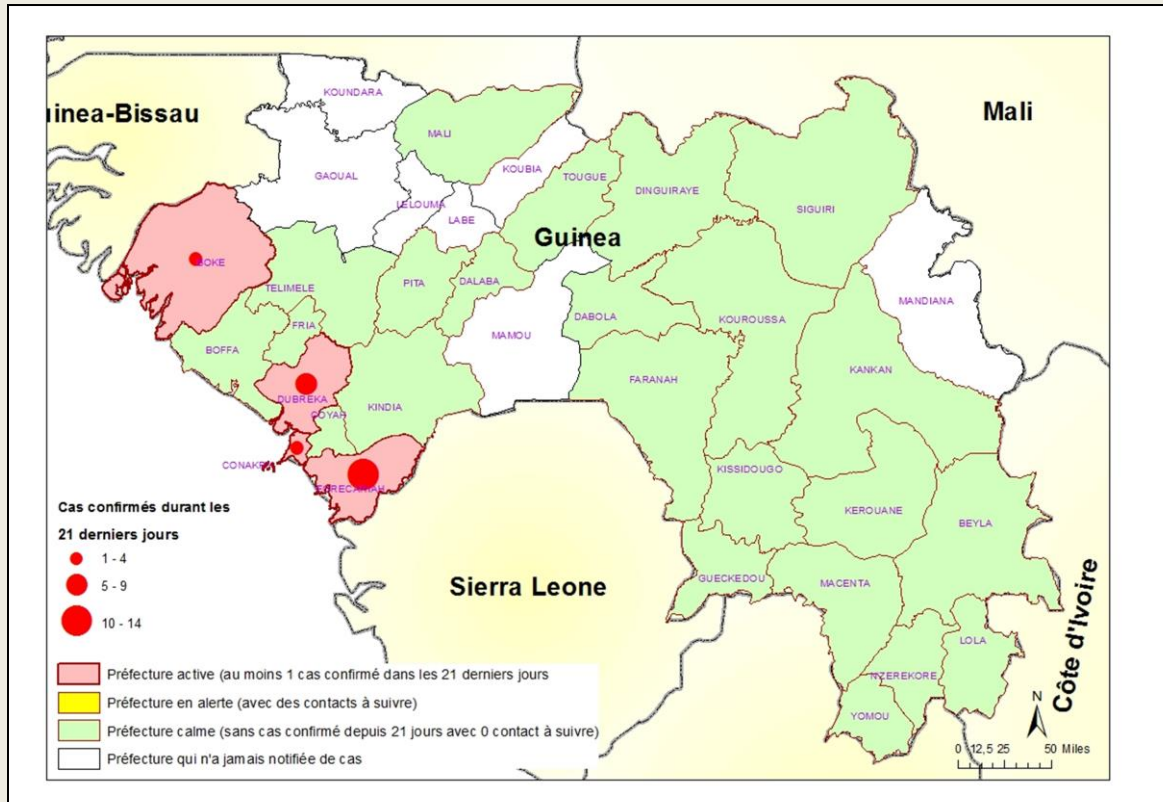 KOUNDARA
uinea-Bissau
Mali
MALI
GAOUAL
KOUBIA
TOUGUE
DINGUIRAYE
LELOUMA
LABE
SIGUIRI
Guinea
BOKE
TELIMELE
PITA
DALABA
MANDIANA
FRIA
DABOLA
KOUROUSSA
MAMOU
BOFFA
KANKAN
FARANAH
DUBREKA
COYAH
KINDIA
CONAKRY
KISSIDOUGO
FORECARIAH
KEROUANE
BEYLA
Cas confirmés durant les
21 derniers jours
1 - 4
5 - 9
10 - 14
Sierra Leone
GUECKEDOU
MACENTA
LOLA
N'ZEREKORE
YOMOU
Côte d'Ivoire
N
0 12,5 25 50 Miles
Préfecture active (au moins 1 cas confirmé dans les 21 derniers jours
Préfecture en alerte (avec des contacts à suivre)
Préfecture calme (sans cas confirmé depuis 21 jours avec 0 contact à suivre)
Préfecture qui n'a jamais notifiée de cas